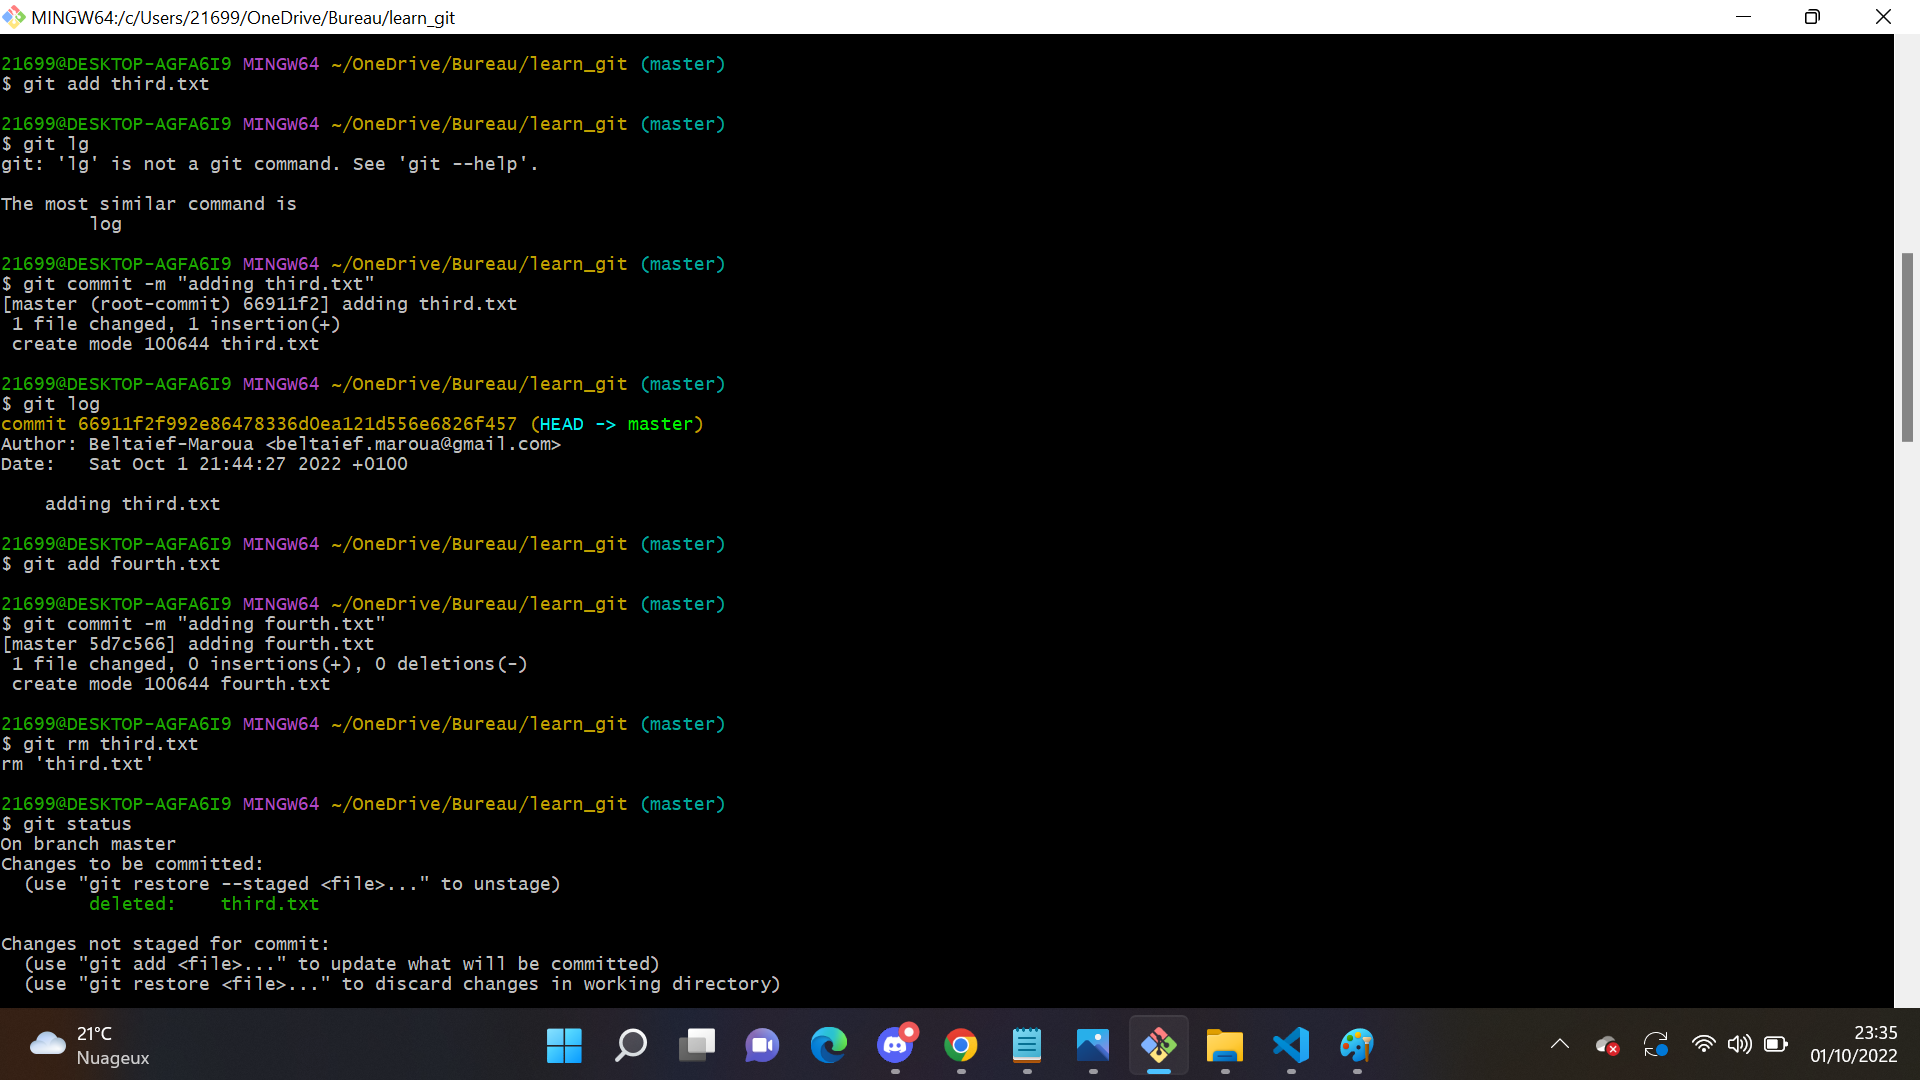 MINGW64:/c/Users/21699/OneDrive/Bureau/learn_git
21699@DESKTOP-AGFA6I9 MINGW64 ~/OneDrive/Bureau/learn_git (master)
$ git add third.txt
21699@DESKTOP-AGFA6I9 MINGW64 ~/OneDrive/Bureau/learn_git (master)
$ git lg
git: 'lg' is not a git command. See 'git --help'.
The most similar command is
log
21699@DESKTOP-AGFA6I9 MINGW64 ~/OneDrive/Bureau/learn_git (master)
$ git commit -m "adding third.txt"
[master (root-commit) 66911f2] adding third.txt
1 file changed, 1 insertion(+)
create mode 100644 third.txt
21699@DESKTOP-AGFA6I9 MINGW64 ~/OneDrive/Bureau/learn_git (master)
$ git log
commit 66911f2f992e86478336d0ea121d556e6826f457 (HEAD -> master)
Author: Beltaief-Maroua <beltaief.maroua@gmail.com>
Date:   Sat Oct 1 21:44:27 2022 +0100
adding third.txt
21699@DESKTOP-AGFA6I9 MINGW64 ~/OneDrive/Bureau/learn_git (master)
$ git add fourth.txt
21699@DESKTOP-AGFA6I9 MINGW64 ~/OneDrive/Bureau/learn_git (master)
$ git commit -m "adding fourth.txt"
[master 5d7c566] adding fourth.txt
1 file changed, 0 insertions(+), 0 deletions(-)
create mode 100644 fourth.txt
21699@DESKTOP-AGFA6I9 MINGW64 ~/OneDrive/Bureau/learn_git (master)
$ git rm third.txt
rm 'third.txt'
21699@DESKTOP-AGFA6I9 MINGW64 ~/OneDrive/Bureau/learn_git (master)
$ git status
On branch master
Changes to be committed:
(use "git restore --staged <file>..." to unstage)
deleted:    third.txt
Changes not staged for commit:
(use "git add <file>..." to update what will be committed)
(use "git restore <file>..." to discard changes in working directory)
21°C
Nuageux
23:35
01/10/2022